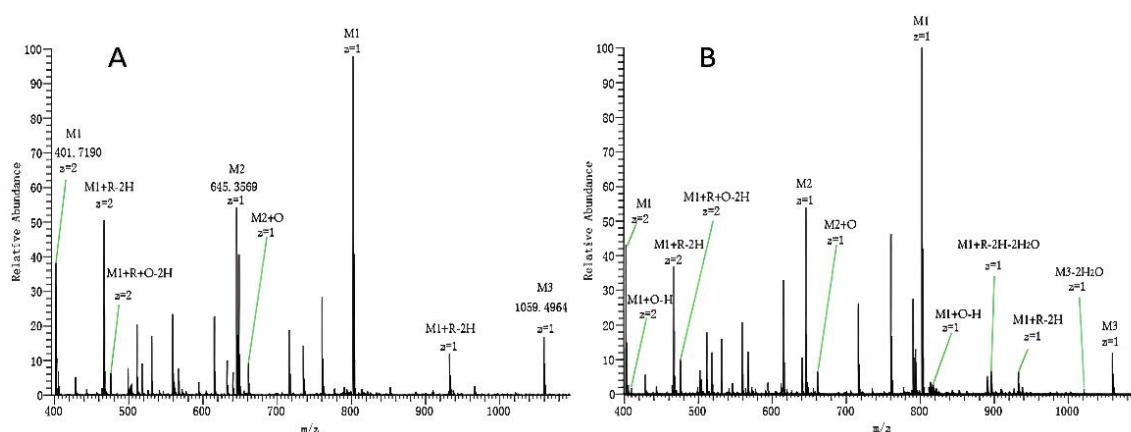 A
M1
z=1
M1
401.7190
z=2
M1+R-2H
z=2
M1+R+O-2H
z=2
M2
645.3569
z=1
M2+O
z=1
M1+R-2H
z=1
M3
1059.4964
z=1
Relative Abundance
100
90
80
70
60
50
40
30
20
10
0
400 500 600 700 800 900 1000
m/z
B
M1
z=1
M1
z=2
M1+O-H
z=2
M1+R-2H
z=2
M1+R+O-2H
z=2
M2
z=1
M2+O
z=1
M1+O-H
z=1
M1+R-2H-2H2O
z=1
M1+R-2H
z=1
M3-2H2O
z=1
M3
z=1
Relative Abundance
100
90
80
70
60
50
40
30
20
10
0
400 500 600 700 800 900 1000
m/z